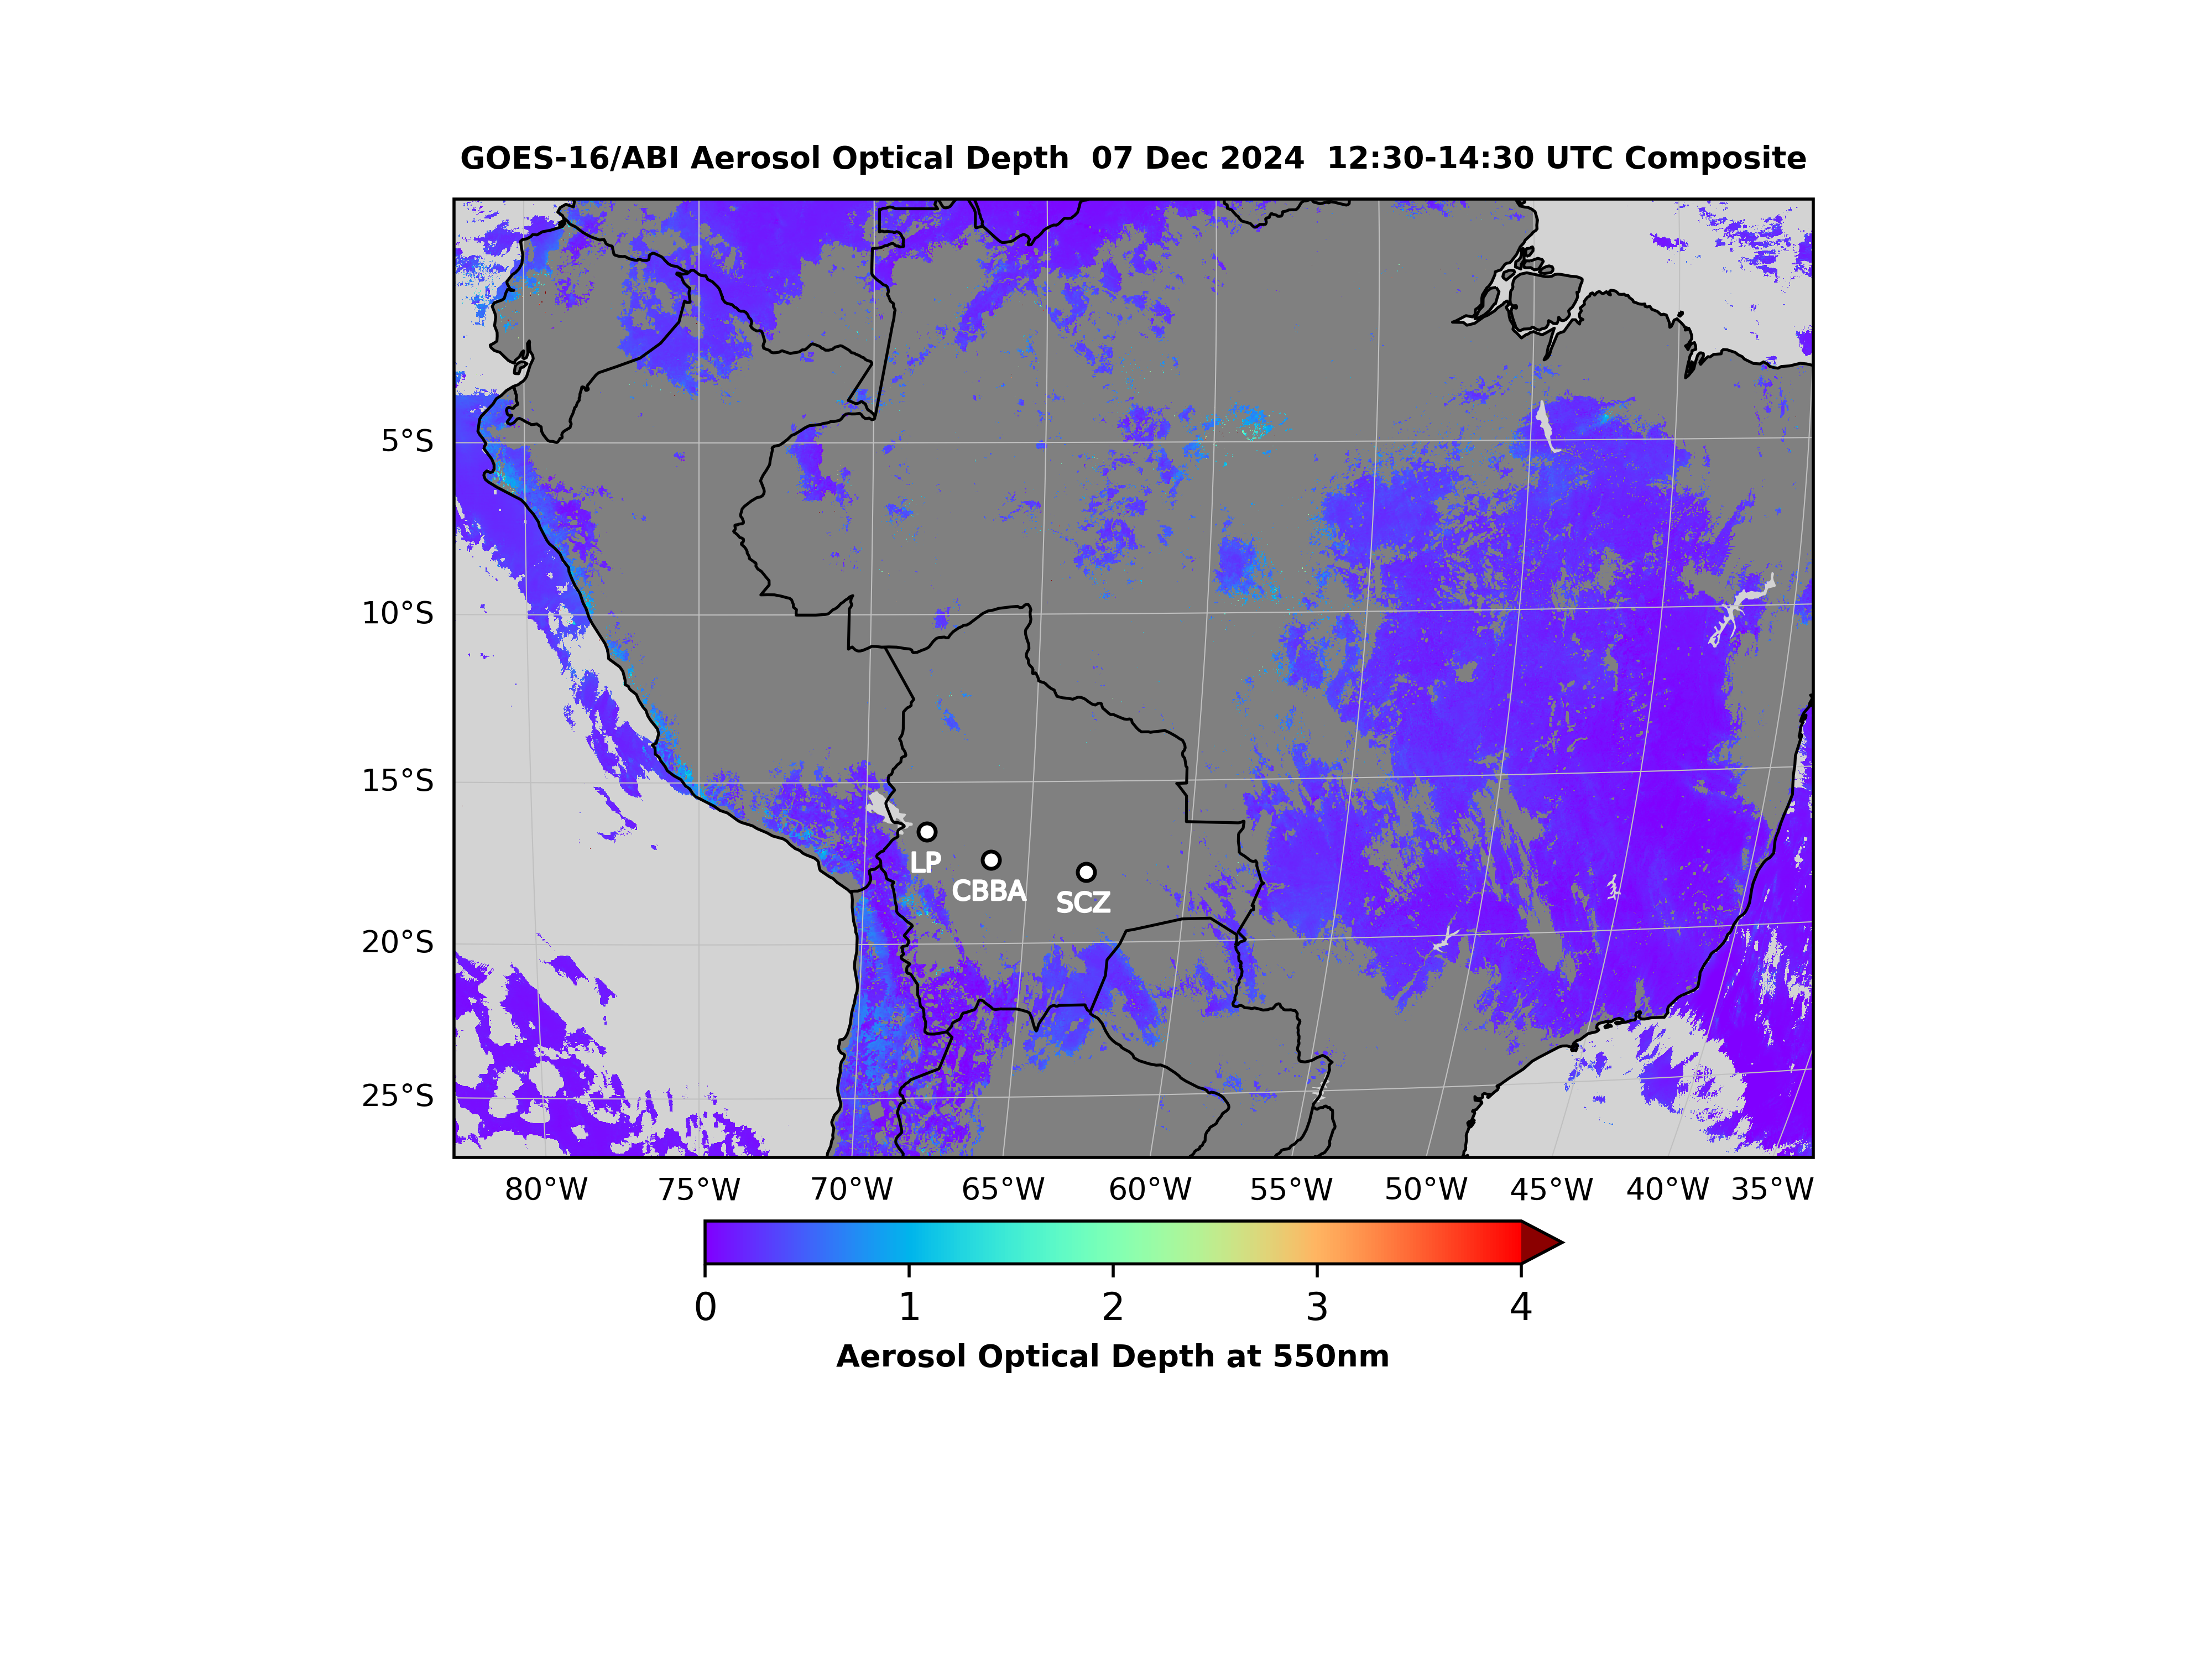 GOES-16/ABI Aerosol Optical Depth  07 Dec 2024  12:30-14:30 UTC Composite
5°S
10°S
15°S
LP
CBBA
SCZ
20°S
25°S
80°W 75°W 70°W 65°W 60°W 55°W 50°W 45°W 40°W 35°W
0 1 2 3 4
Aerosol Optical Depth at 550nm